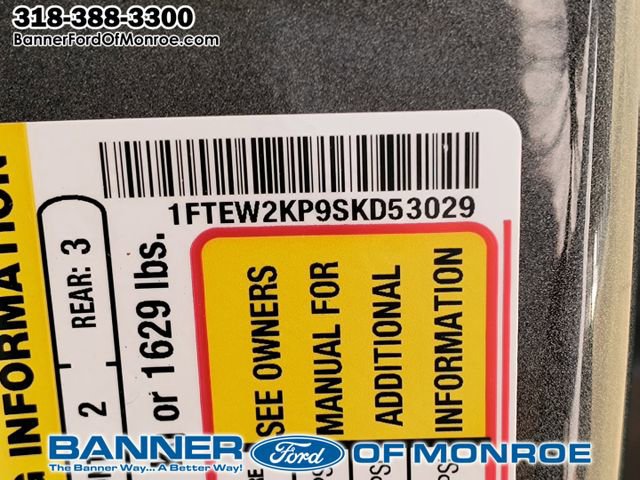 318-388-3300
BannerFordOfMonroe.com
1FTEW2KP9SKD53029
INFORMATION
REAR: 3
2
or 1629 lbs.
SEE OWNERS
MANUAL FOR
ADDITIONAL
INFORMATION
BANNER Ford OF MONROE
The Banner Way... A Better Way!